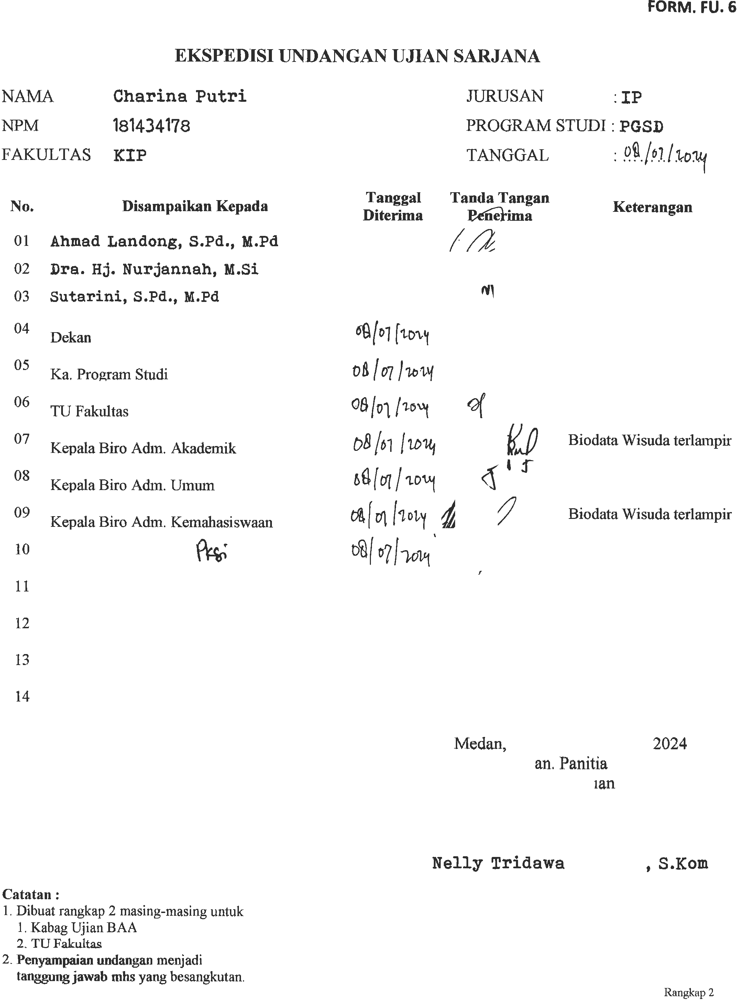 FORM. FU. 6
EKSPEDISI UNDANGAN UJIAN SARJANA
NAMA Charina Putri JURUSAN : IP
NPM 181434178 PROGRAM STUDI : PGSD
FAKULTAS KIP TANGGAL : 08/07/2024
No. Disampaikan Kepada Tanggal Diterima Tanda Tangan Penerima Keterangan
01 Ahmad Landong, S.Pd., M.Pd
02 Dra. Hj. Nurjannah, M.Si
03 Sutarini, S.Pd., M.Pd
04 Dekan 08/07/2024
05 Ka. Program Studi 08/07/2024
06 TU Fakultas 08/07/2024
07 Kepala Biro Adm. Akademik 08/07/2024 Biodata Wisuda terlampir
08 Kepala Biro Adm. Umum 08/07/2024
09 Kepala Biro Adm. Kemahasiswaan 08/07/2024 Biodata Wisuda terlampir
10 Pksi 08/07/2024
11
12
13
14
Medan, 2024
an. Panitia
Nelly Tridawa , S.Kom
Catatan :
1. Dibuat rangkap 2 masing-masing untuk
1. Kabag Ujian BAA
2. TU Fakultas
2. Penyampaian undangan menjadi
tanggung jawab mhs yang besangkutan.
Rangkap 2